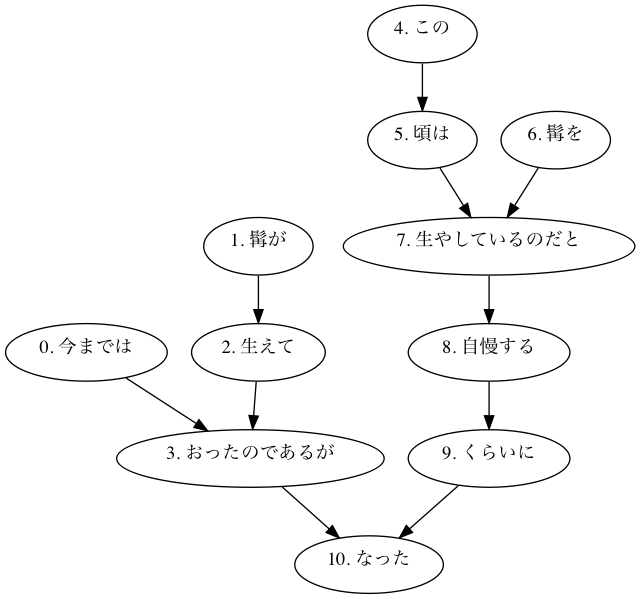 4. この
5. 頃は
6. 髯を
1. 髯が
7. 生やしているのだと
0. 今までは
2. 生えて
8. 自慢する
3. おったのであるが
9. くらいに
10. なった